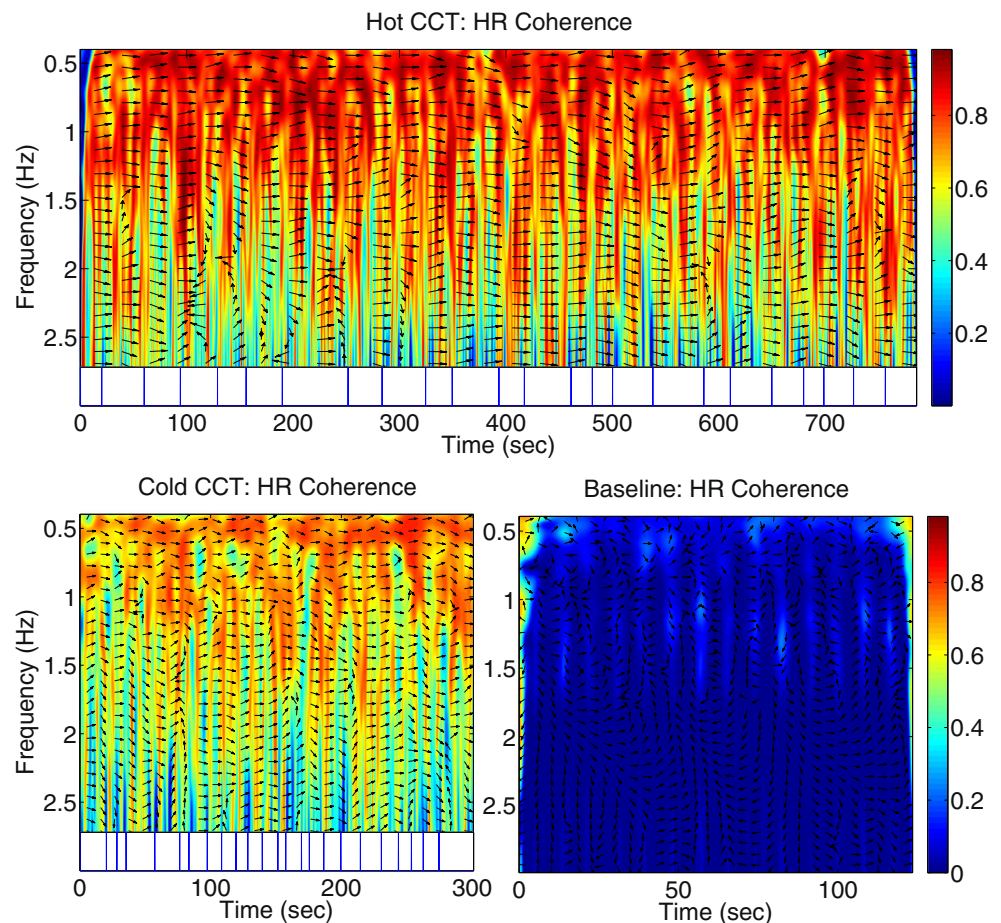 Hot CCT: HR Coherence
Frequency (Hz)
0.5
1
1.5
2
2.5
0 100 200 300 400 500 600 700
Time (sec)
0.8
0.6
0.4
0.2
Cold CCT: HR Coherence
Frequency (Hz)
0.5
1
1.5
2
2.5
0 100 200 300
Time (sec)
Baseline: HR Coherence
0.5
1
1.5
2
2.5
0 50 100
Time (sec)
0.8
0.6
0.4
0.2
0